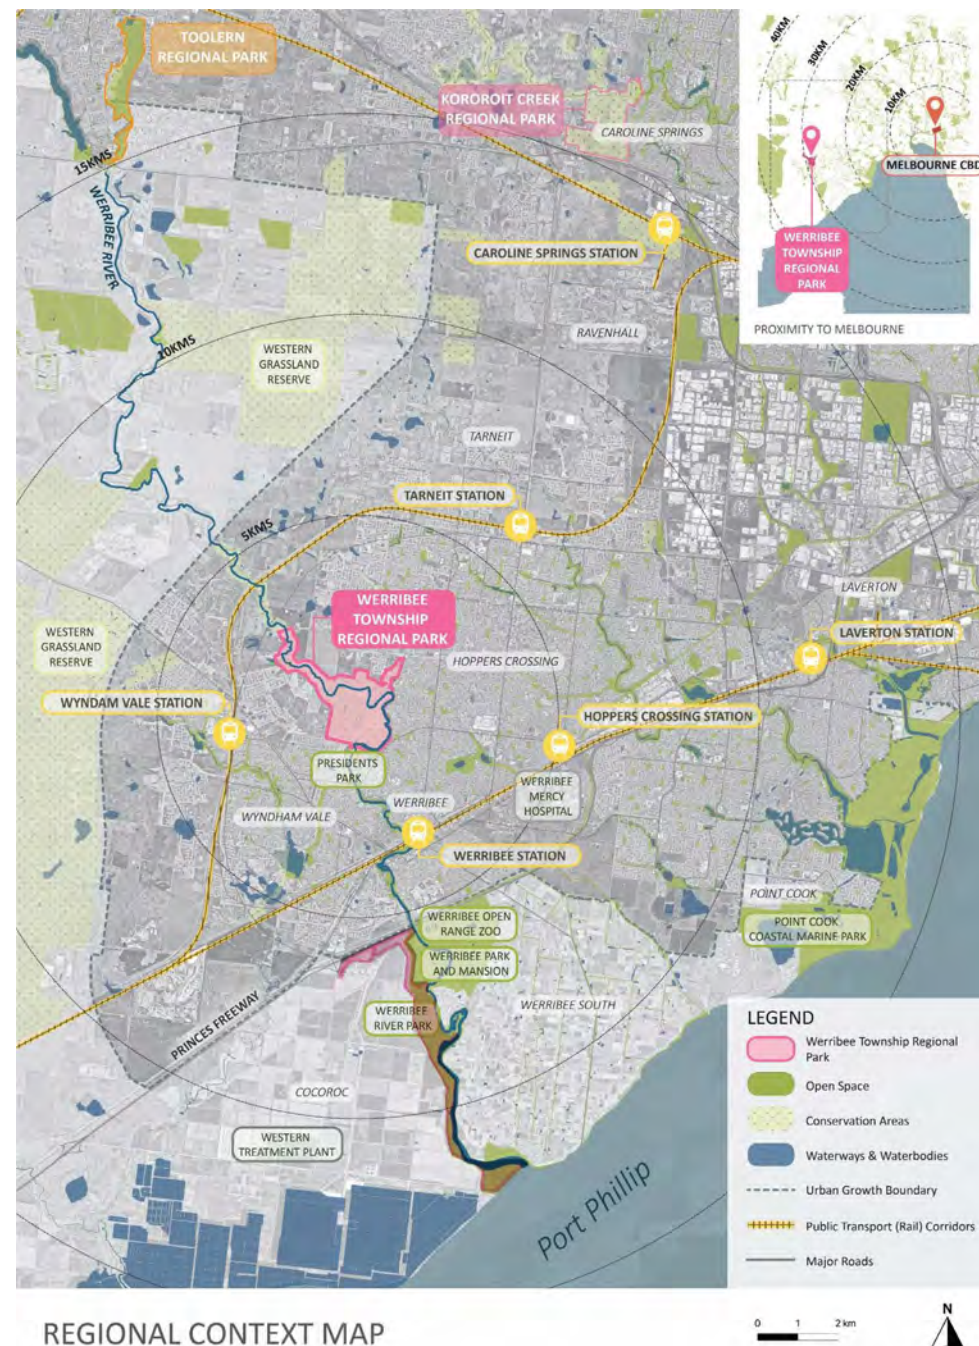 TOOLERN
REGIONAL PARK
KOROROIT CREEK
REGIONAL PARK
CAROLINE SPRINGS
40KM
30KM
20KM
10KM
MELBOURNE CBD
WERRIBEE
TOWNSHIP
REGIONAL
PARK
PROXIMITY TO MELBOURNE
15KMS
WERRIBEE RIVER
CAROLINE SPRINGS STATION
RAVENHALL
10KMS
WESTERN
GRASSLAND
RESERVE
TARNEIT
TARNEIT STATION
5KMS
LAVERTON
WERRIBEE
TOWNSHIP
REGIONAL PARK
WESTERN
GRASSLAND
RESERVE
LAVERTON STATION
HOPPERS CROSSING
WYNDAM VALE STATION
HOPPERS CROSSING STATION
PRESIDENTS
PARK
WERRIBEE
MERCY
HOSPITAL
WERRIBEE
WYNDHAM VALE
WERRIBEE STATION
POINT COOK
WERRIBEE OPEN
RANGE ZOO
POINT COOK
COASTAL MARINE PARK
WERRIBEE PARK
AND MANSION
WERRIBEE
RIVER PARK
WERRIBEE SOUTH
PRINCES FREEWAY
COCOROC
WESTERN
TREATMENT PLANT
Port Phillip
LEGEND
Werribee Township Regional
Park
Open Space
Conservation Areas
Waterways & Waterbodies
Urban Growth Boundary
Public Transport (Rail) Corridors
Major Roads
REGIONAL CONTEXT MAP
0 1 2 km
N